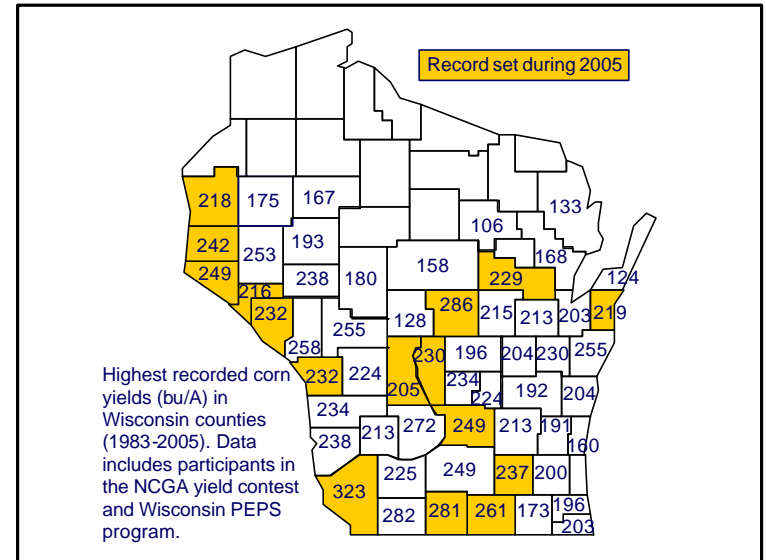 Record set during 2005
218 175 167
133
106
242 253 193
168
249 238 180 158 229 124
216
232 286 215 213 203 219
255 128
258 230 196 204 230 255
232 224 205 234 224 192 204
234
238 213 272 249 213 191
160
323 225 249 237 200
282 281 261 173 196
203
Highest recorded corn
yields (bu/A) in
Wisconsin counties
(1983-2005). Data
includes participants in
the NCGA yield contest
and Wisconsin PEPS
program.